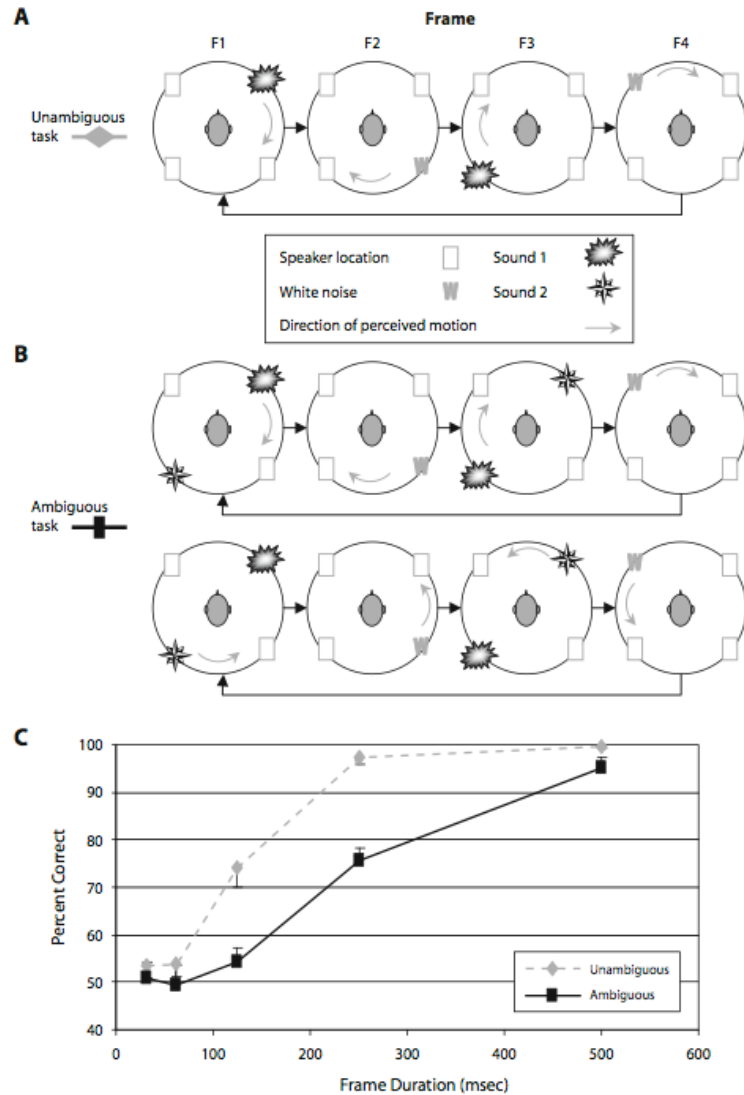 A
Frame
F1 F2 F3 F4
Unambiguous
task
W W
Speaker location Sound 1
White noise W Sound 2
Direction of perceived motion
B
W W
Ambiguous
task
W W
C
Percent Correct
100
90
80
70
60
50
40
Unambiguous
Ambiguous
0 100 200 300 400 500 600
Frame Duration (msec)